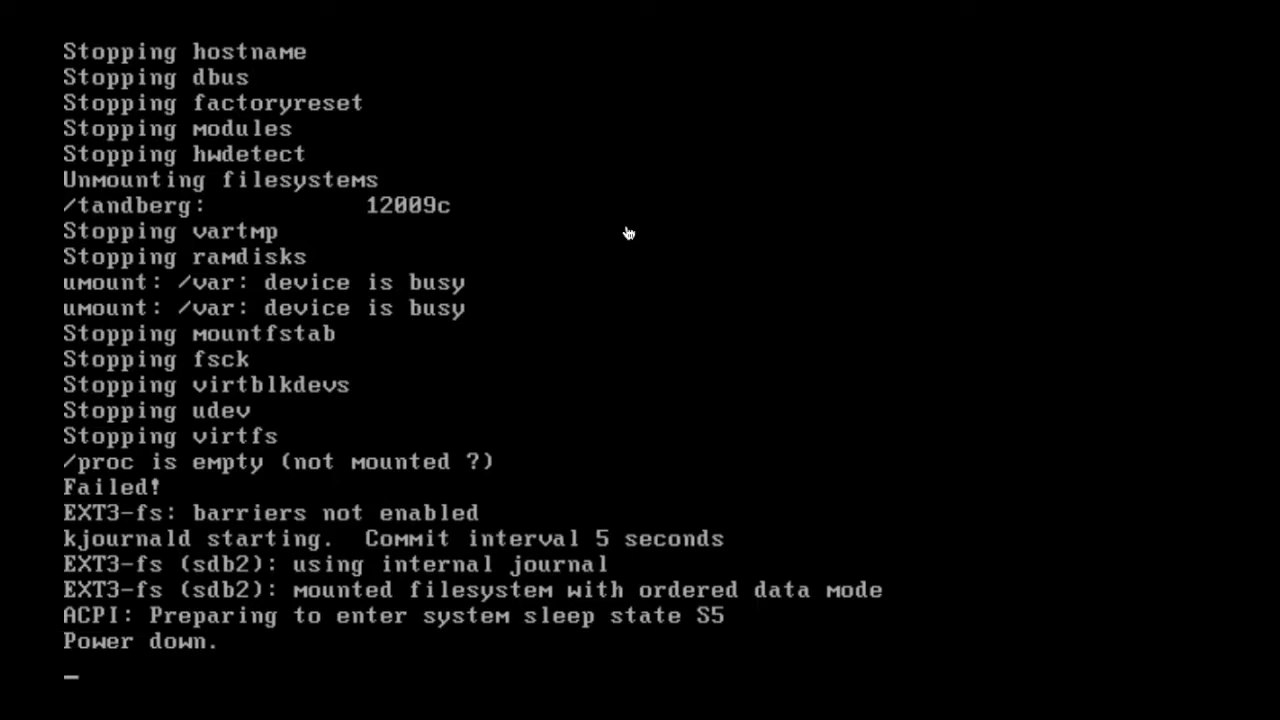 Stopping hostname
Stopping dbus
Stopping factoryreset
Stopping modules
Stopping hwdetect
Unmounting filesystems
/tandberg:           12009c
Stopping vartmp
Stopping ramdisks
umount: /var: device is busy
umount: /var: device is busy
Stopping mountfstab
Stopping fsck
Stopping virtblkdevs
Stopping udev
Stopping virtfs
/proc is empty (not mounted ?)
Failed!
EXT3-fs: barriers not enabled
kjournald starting.  Commit interval 5 seconds
EXT3-fs (sdb2): using internal journal
EXT3-fs (sdb2): mounted filesystem with ordered data mode
ACPI: Preparing to enter system sleep state S5
Power down.